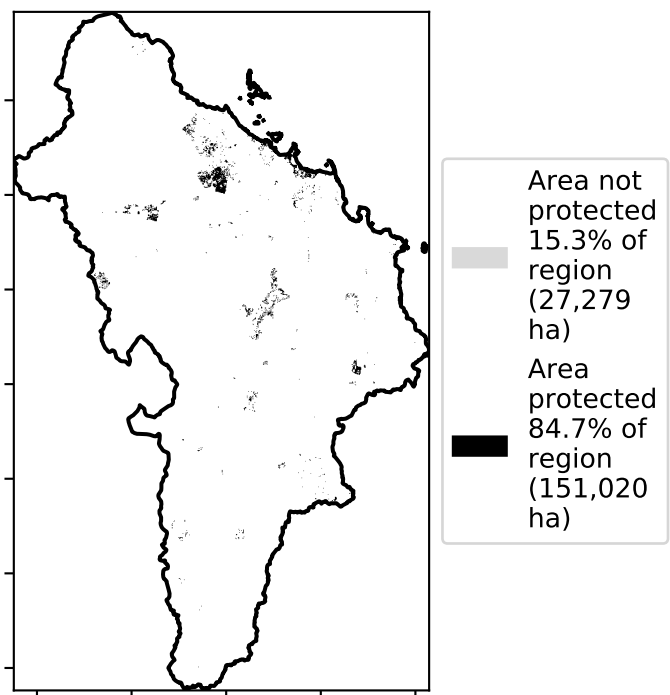 Area not
protected
15.3% of
region
(27,279
ha)
Area
protected
84.7% of
region
(151,020
ha)